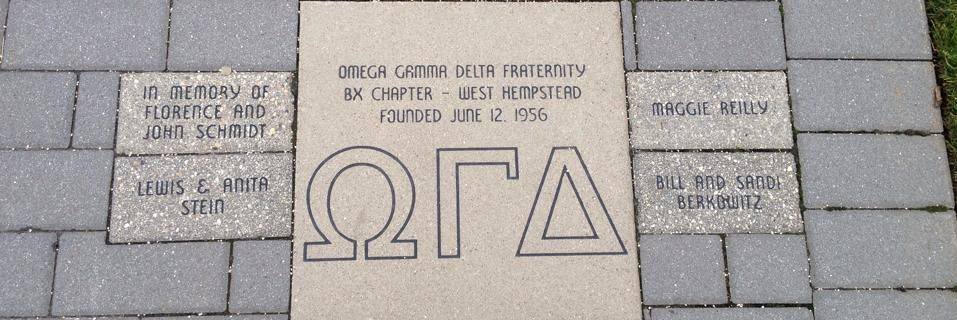 IN MEMORY OF
FLORENCE AND
JOHN SCHMIDT
LEWIS & ANITA
STEIN
OMEGA GAMMA DELTA FRATERNITY
BX CHAPTER - WEST HEMPSTEAD
FOUNDED JUNE 12, 1956
ΩΓΔ
MAGGIE REILLY
BILL AND SANDI
BERKOWITZ